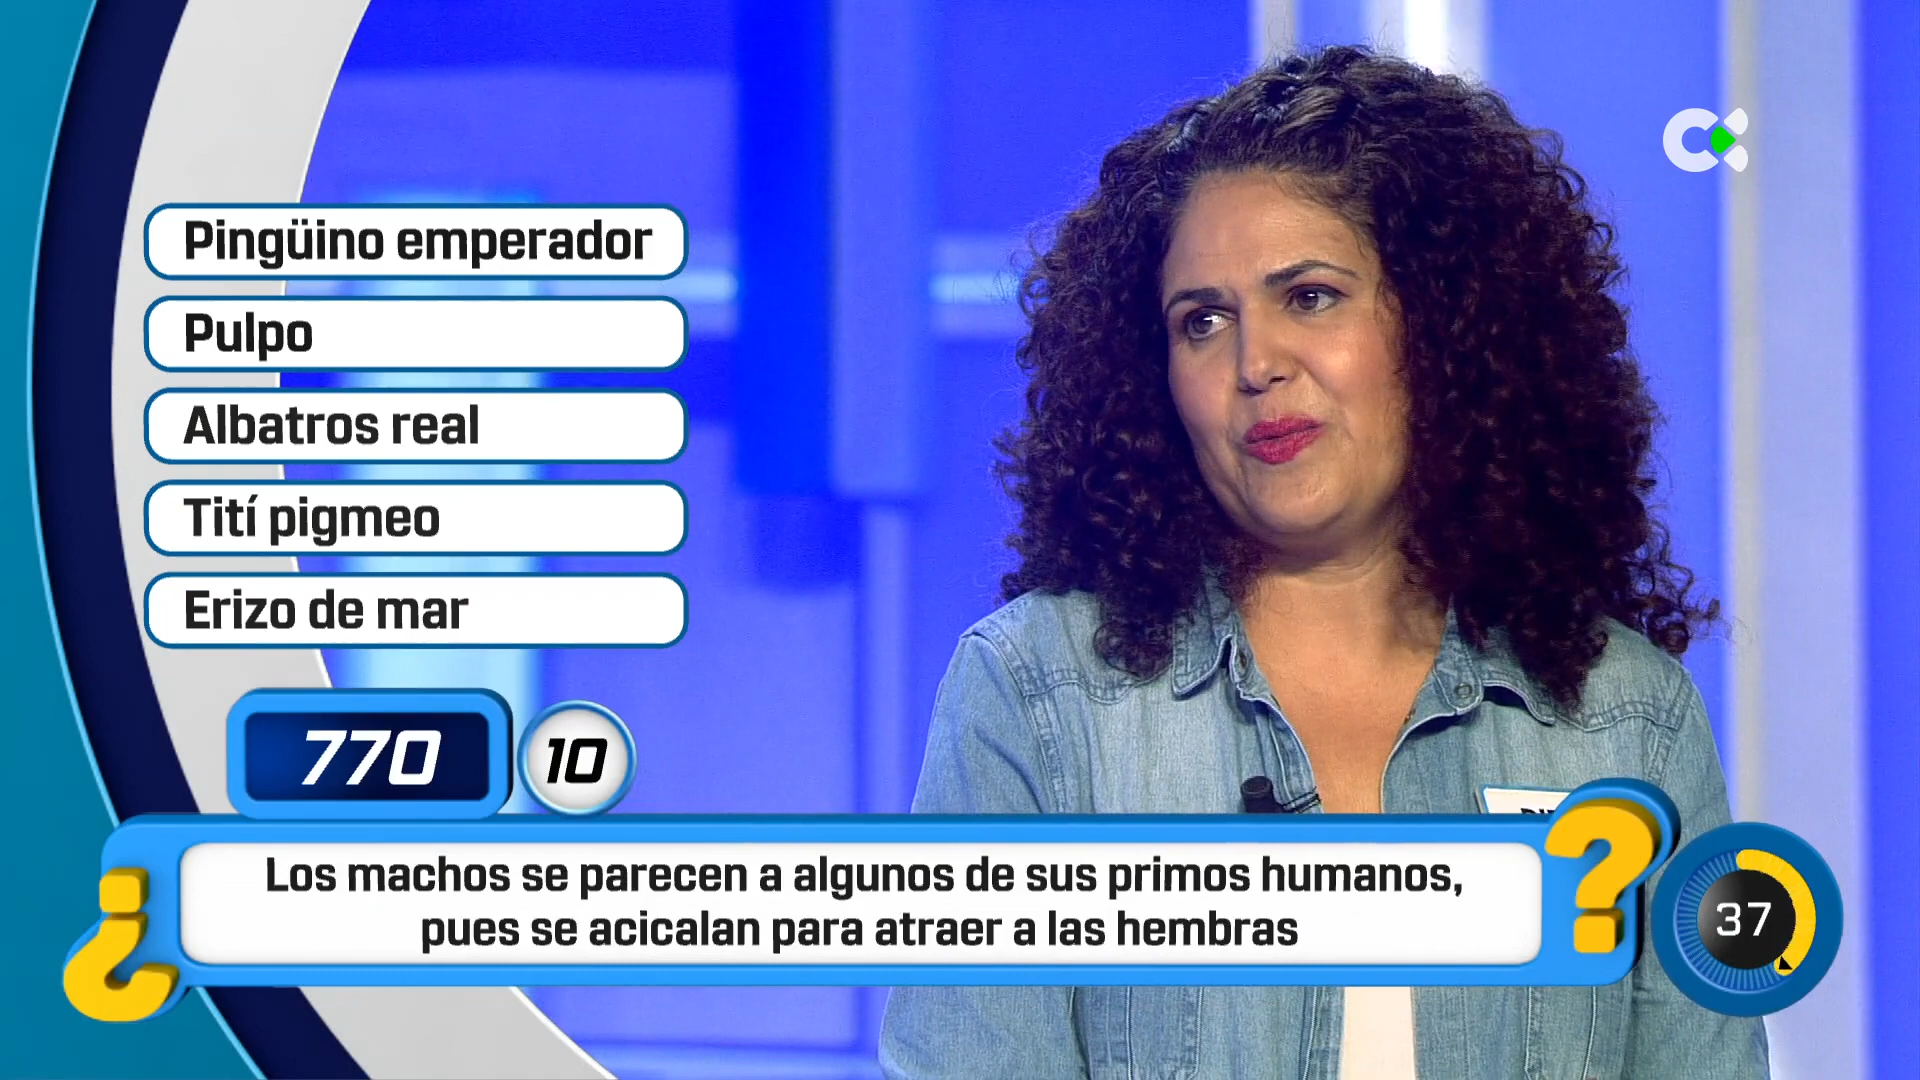 Pingüino emperador
Pulpo
Albatros real
Tití pigmeo
Erizo de mar
770
10
Los machos se parecen a algunos de sus primos humanos,
pues se acicalan para atraer a las hembras
37